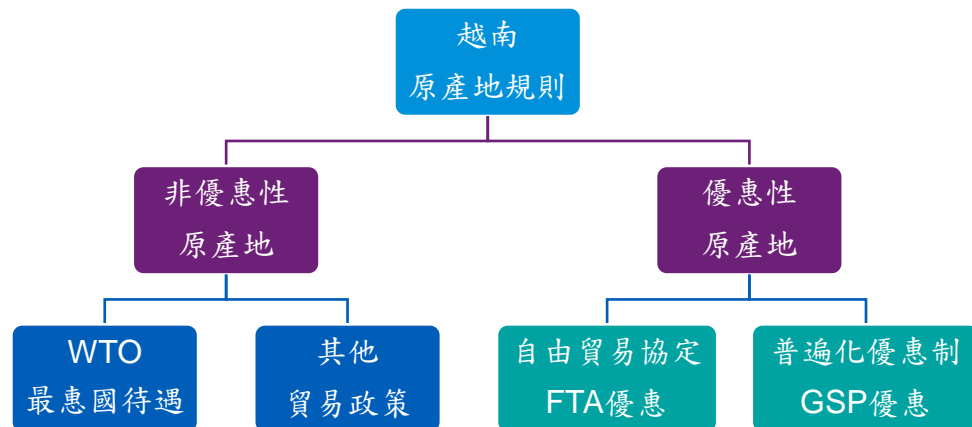 越南
原產地規則
非優惠性
原產地
優惠性
原產地
WTO
最惠國待遇
其他
貿易政策
自由貿易協定
FTA優惠
普遍化優惠制
GSP優惠